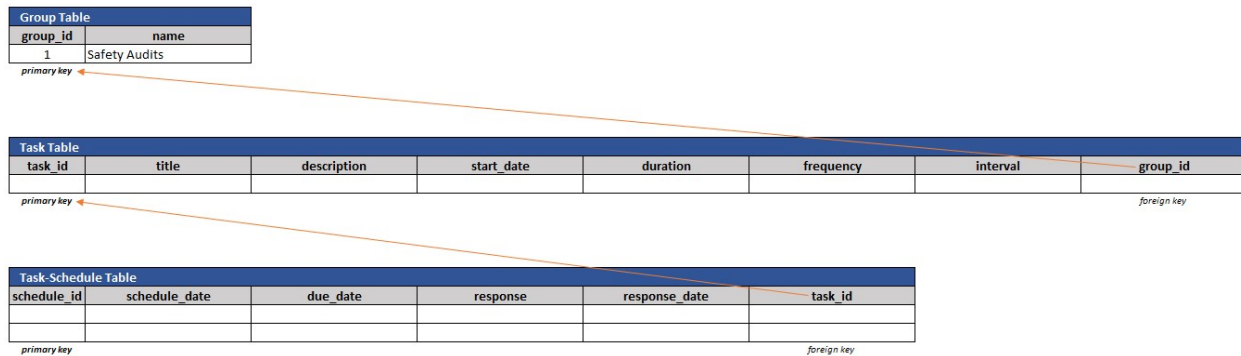 Group Table
group_id name
1 Safety Audits
primary key
Task Table
task_id title description start_date duration frequency interval group_id
primary key foreign key
Task-Schedule Table
schedule_id schedule_date due_date response response_date task_id
primary key foreign key